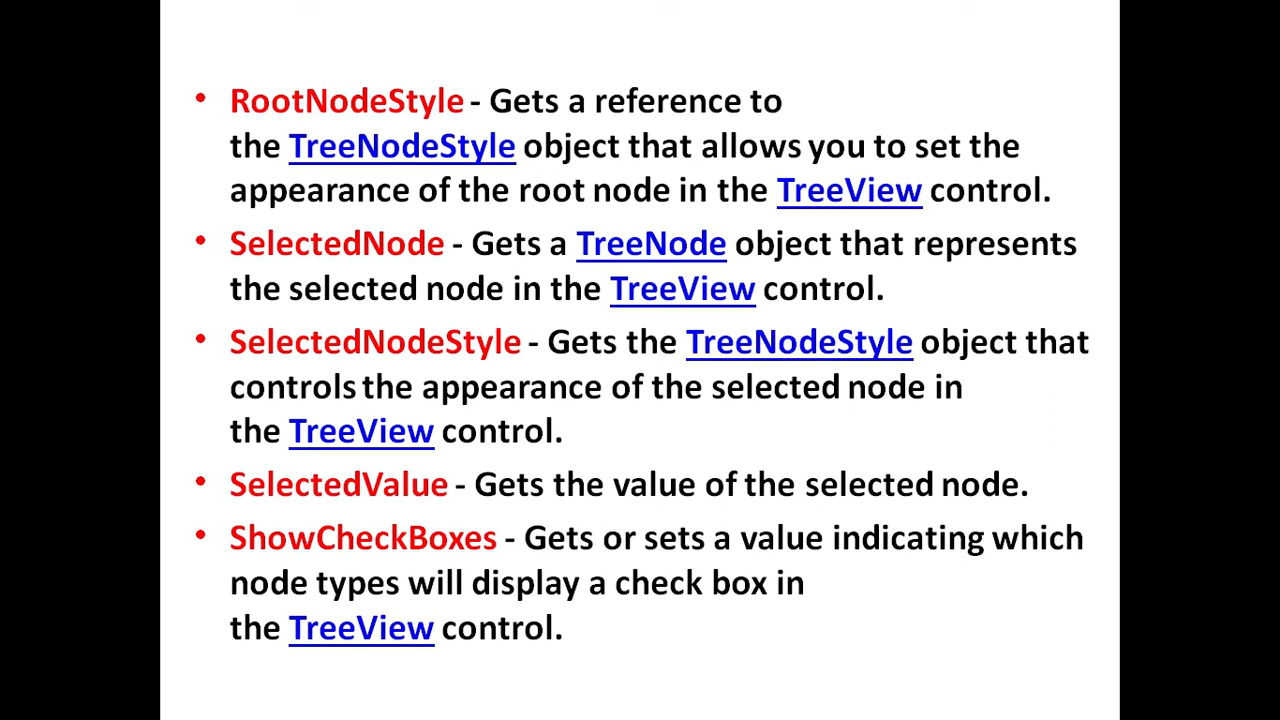 • RootNodeStyle - Gets a reference to
the TreeNodeStyle object that allows you to set the
appearance of the root node in the TreeView control.
• SelectedNode - Gets a TreeNode object that represents
the selected node in the TreeView control.
• SelectedNodeStyle - Gets the TreeNodeStyle object that
controls the appearance of the selected node in
the TreeView control.
• SelectedValue - Gets the value of the selected node.
• ShowCheckBoxes - Gets or sets a value indicating which
node types will display a check box in
the TreeView control.